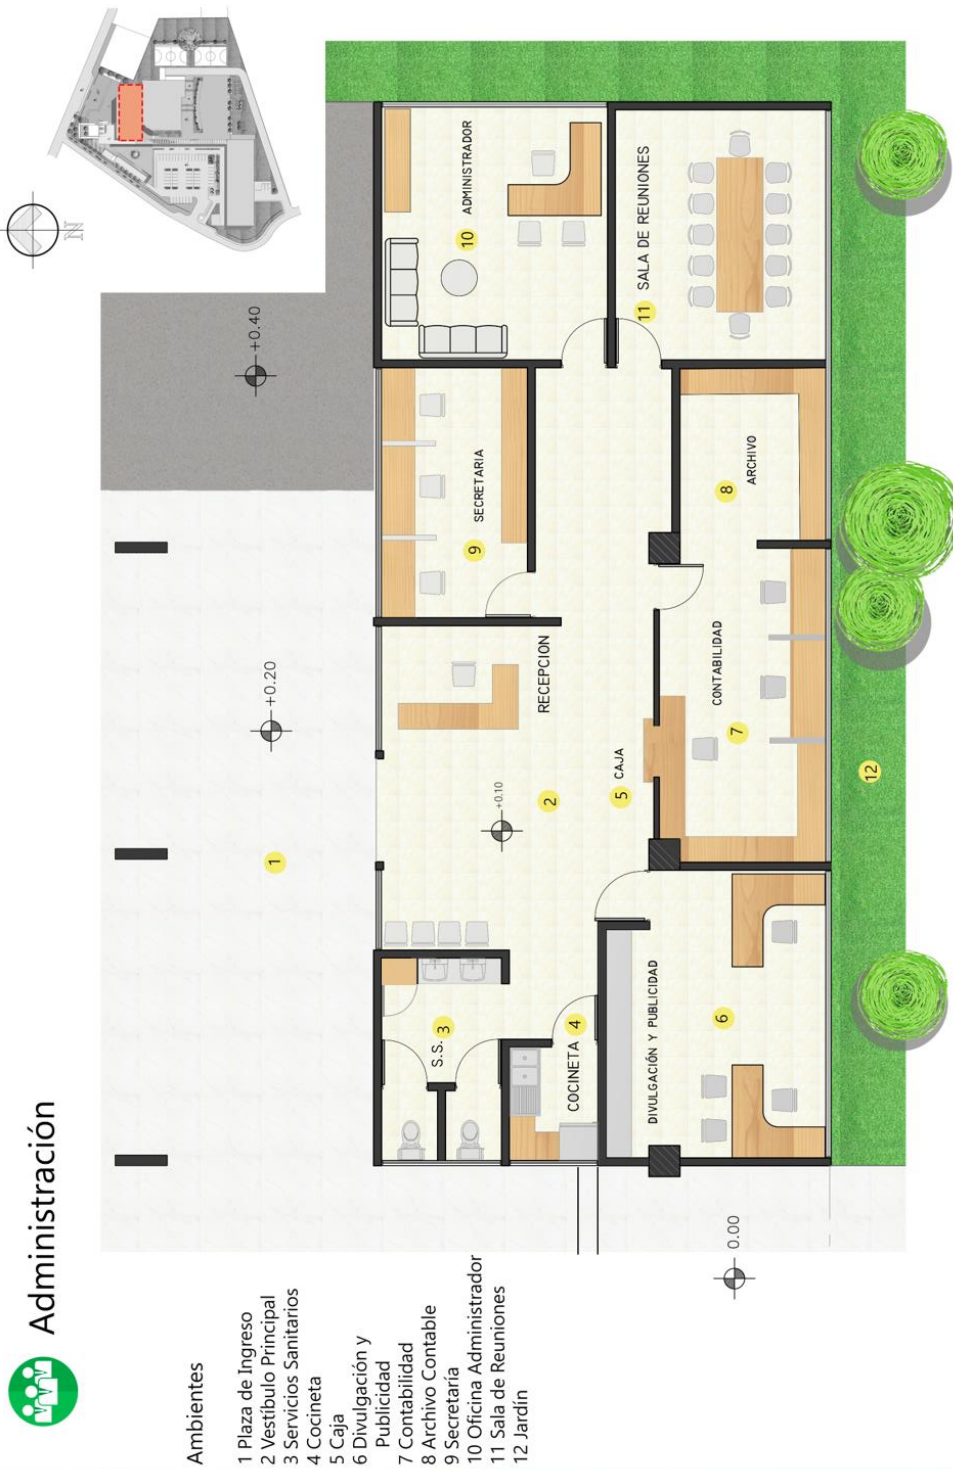 Administración
Ambientes
1 Plaza de Ingreso
2 Vestíbulo Principal
3 Servicios Sanitarios
4 Cocineta
5 Caja
6 Divulgación y
Publicidad
7 Contabilidad
8 Archivo Contable
9 Secretaría
10 Oficina Administrador
11 Sala de Reuniones
12 Jardín
N
+0.40
+0.20
1
+0.10
2
S.S. 3
COCINETA 4
5 CAJA
RECEPCION
9 SECRETARIA
10 ADMINISTRADOR
11 SALA DE REUNIONES
8 ARCHIVO
7 CONTABILIDAD
DIVULGACIÓN Y PUBLICIDAD
6
12
0.00